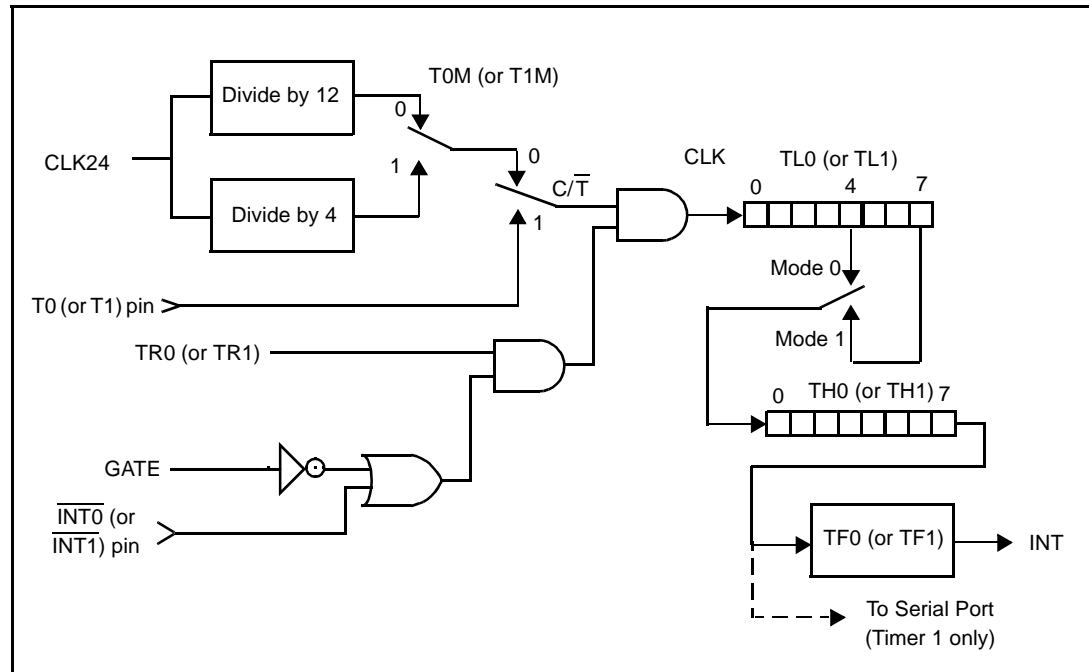 T0M (or T1M)
Divide by 12
0
CLK24
1
0
Divide by 4
C/T
1
CLK
TL0 (or TL1)
0 4 7
Mode 0
Mode 1
T0 (or T1) pin
TR0 (or TR1)
0 TH0 (or TH1) 7
GATE
INT0 (or
INT1) pin
TF0 (or TF1)
INT
To Serial Port
(Timer 1 only)